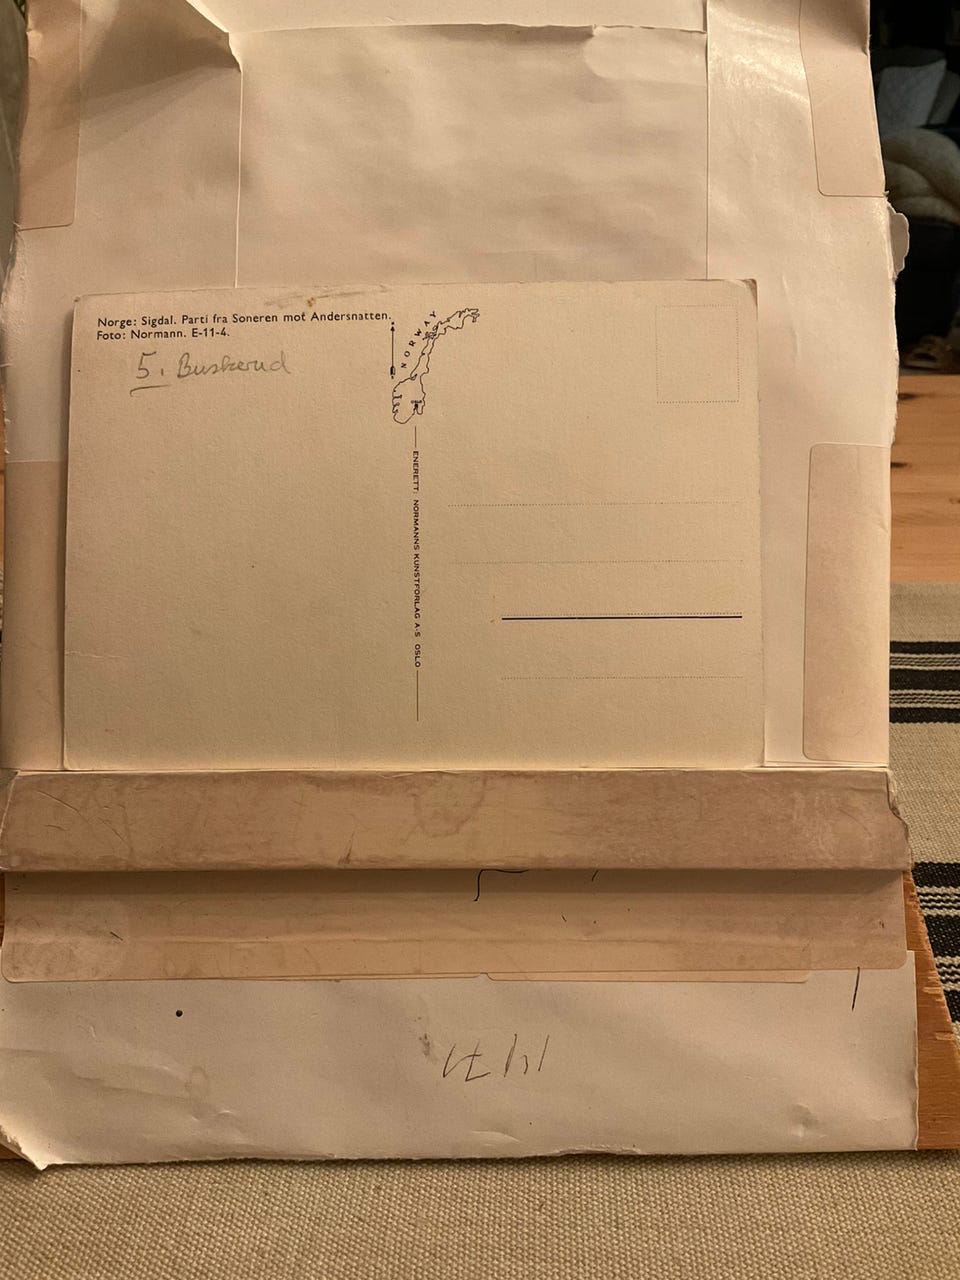 Norge: Sigdal. Parti fra Soneren mot Andersnatten.
Foto: Normann. E-11-4.
5. Buskerud
NORWAY
ENERETT: NORMANNS KUNSTFORLAG A·S OSLO